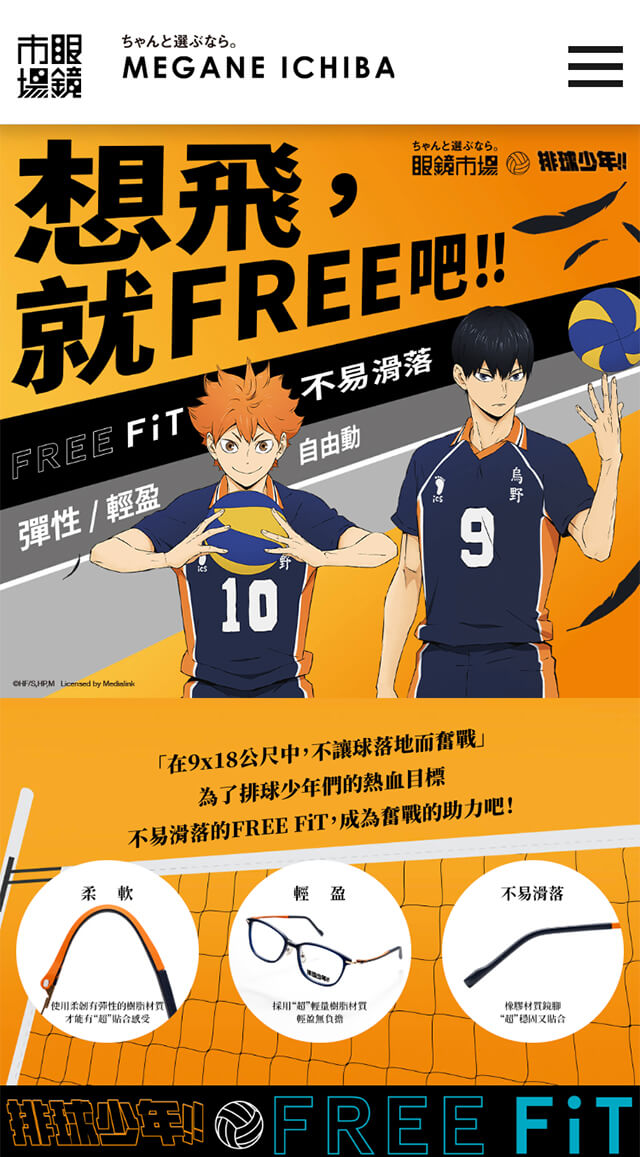 眼鏡
市場
ちゃんと選ぶなら。
MEGANE ICHIBA
ちゃんと選ぶなら。
眼鏡市場
排球少年!!
想飛，
就FREE吧!!
FREE FiT
不易滑落
彈性 / 輕盈
自由動
烏野
ics
9
野
ics
10
©HF/S,HP,M Licensed by Medialink
「在9x18公尺中，不讓球落地而奮戰」
為了排球少年們的熱血目標
不易滑落的FREE FiT，成為奮戰的助力吧！
柔軟
使用柔韌有彈性的樹脂材質
才能有“超”貼合感受
輕盈
排球少年!!
採用“超”輕量樹脂材質
輕盈無負擔
不易滑落
橡膠材質鏡腳
“超”穩固又貼合
排球少年!! FREE FiT